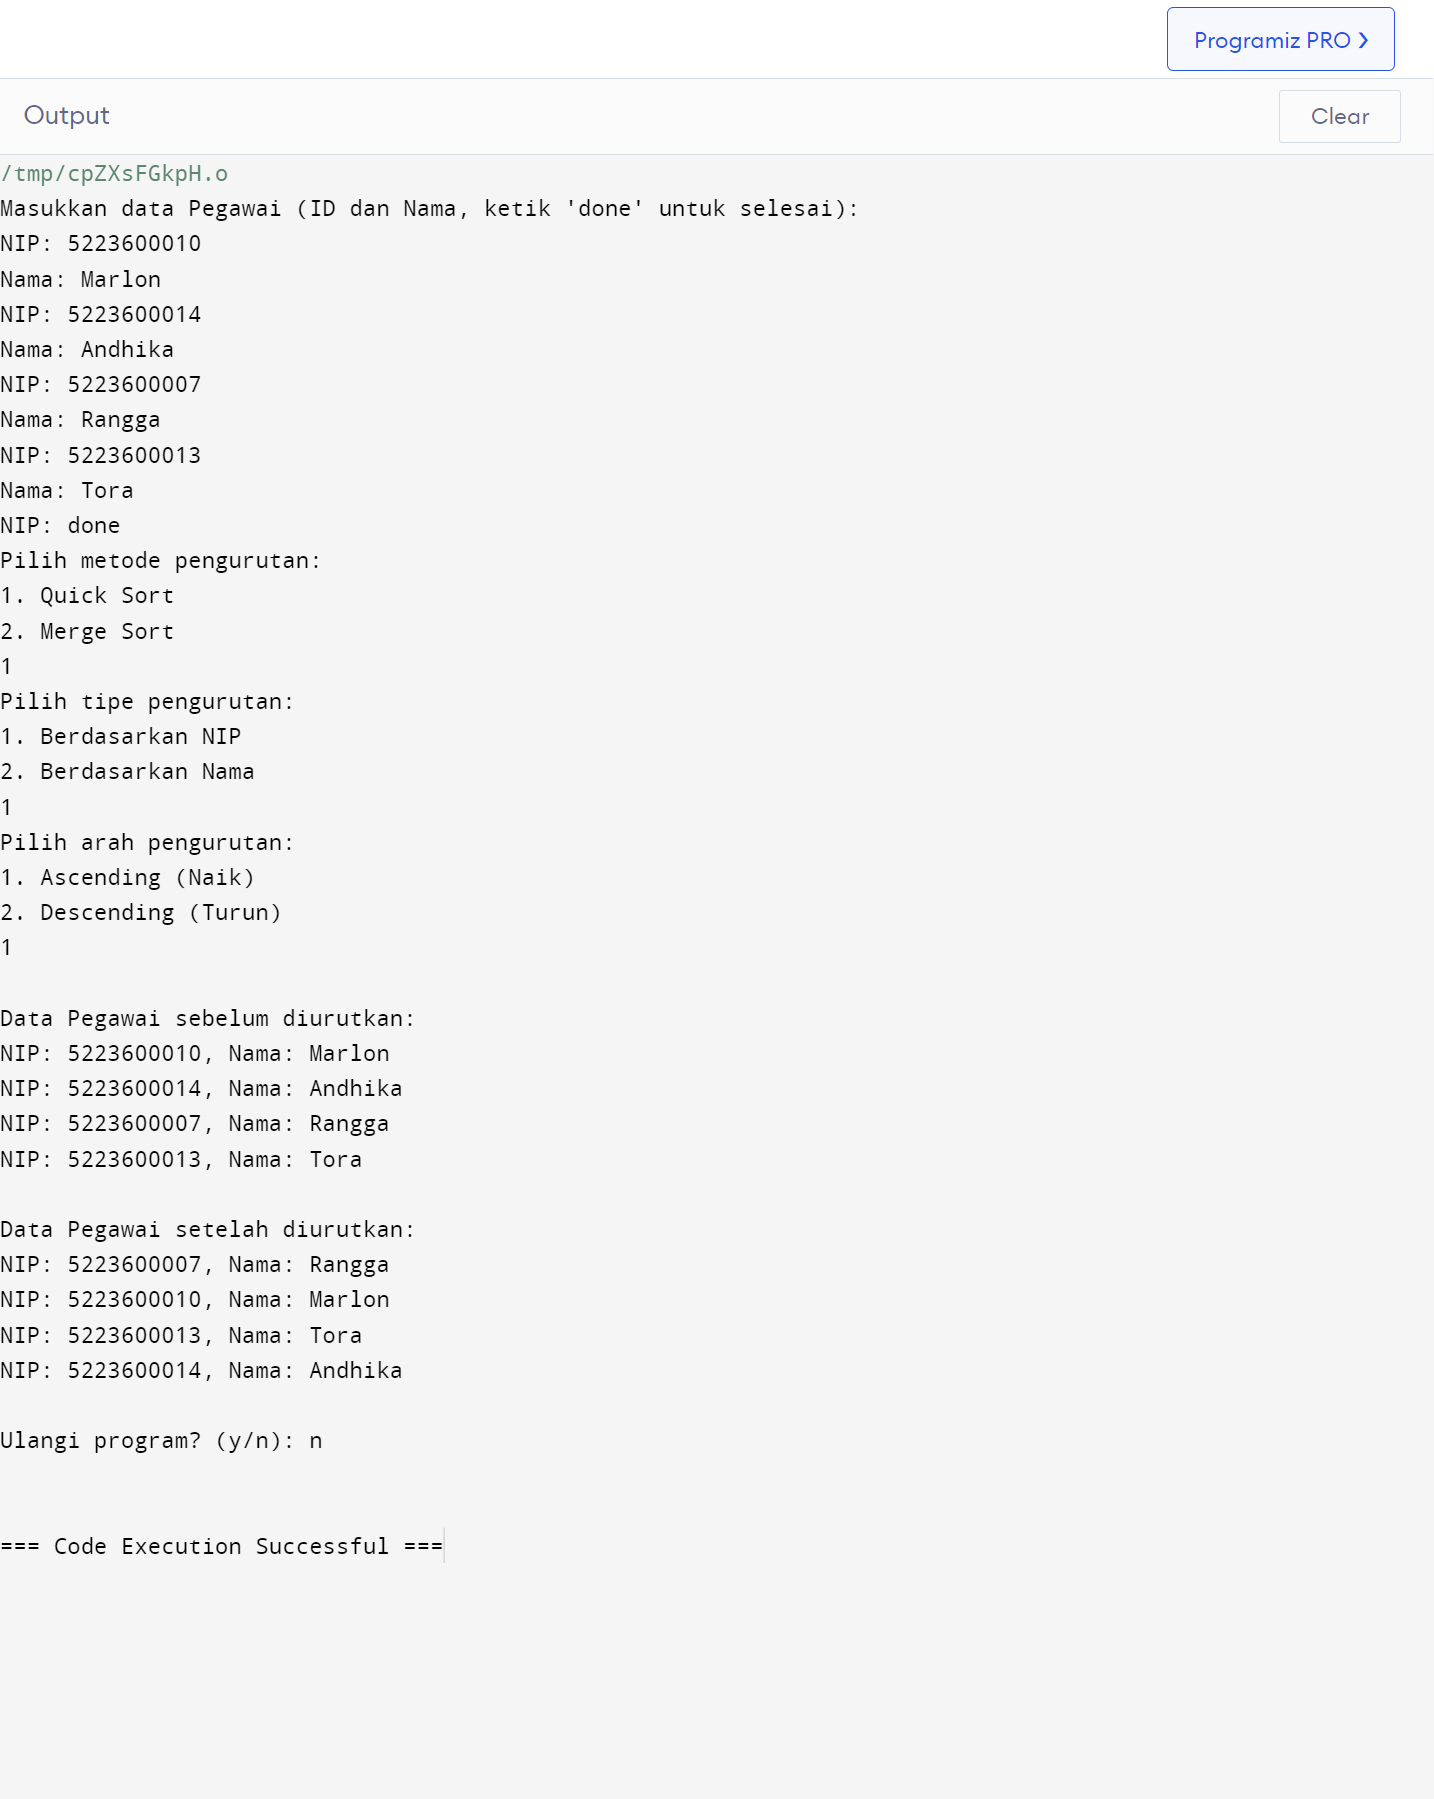 Programiz PRO ›
Output
Clear
/tmp/cpZXsFGkpH.o
Masukkan data Pegawai (ID dan Nama, ketik 'done' untuk selesai):
NIP: 5223600010
Nama: Marlon
NIP: 5223600014
Nama: Andhika
NIP: 5223600007
Nama: Rangga
NIP: 5223600013
Nama: Tora
NIP: done
Pilih metode pengurutan:
1. Quick Sort
2. Merge Sort
1
Pilih tipe pengurutan:
1. Berdasarkan NIP
2. Berdasarkan Nama
1
Pilih arah pengurutan:
1. Ascending (Naik)
2. Descending (Turun)
1
Data Pegawai sebelum diurutkan:
NIP: 5223600010, Nama: Marlon
NIP: 5223600014, Nama: Andhika
NIP: 5223600007, Nama: Rangga
NIP: 5223600013, Nama: Tora
Data Pegawai setelah diurutkan:
NIP: 5223600007, Nama: Rangga
NIP: 5223600010, Nama: Marlon
NIP: 5223600013, Nama: Tora
NIP: 5223600014, Nama: Andhika
Ulangi program? (y/n): n
=== Code Execution Successful ===